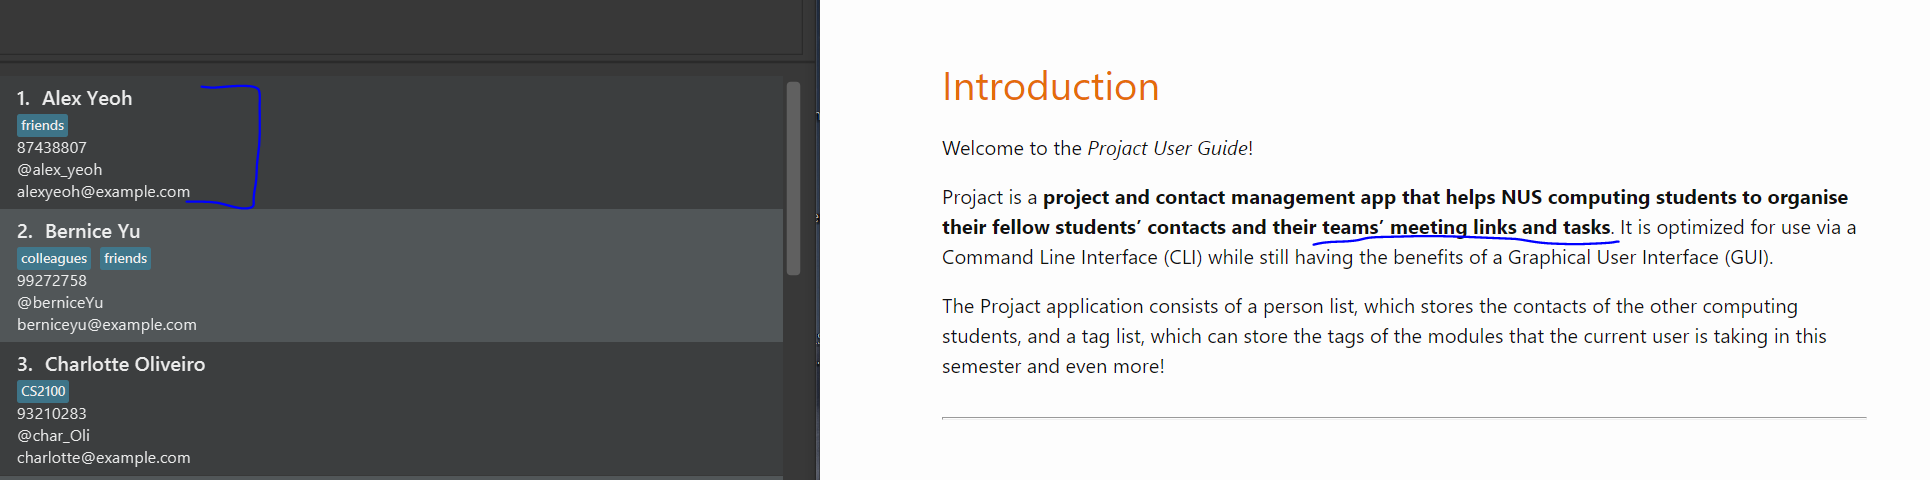 1. Alex Yeoh
friends
87438807
@alex_yeoh
alexyeoh@example.com
2. Bernice Yu
colleagues friends
99272758
@berniceYu
berniceyu@example.com
3. Charlotte Oliveiro
CS2100
93210283
@char_Oli
charlotte@example.com
Introduction
Welcome to the Projact User Guide!
Projact is a project and contact management app that helps NUS computing students to organise
their fellow students’ contacts and their teams’ meeting links and tasks. It is optimized for use via a
Command Line Interface (CLI) while still having the benefits of a Graphical User Interface (GUI).
The Projact application consists of a person list, which stores the contacts of the other computing
students, and a tag list, which can store the tags of the modules that the current user is taking in this
semester and even more!